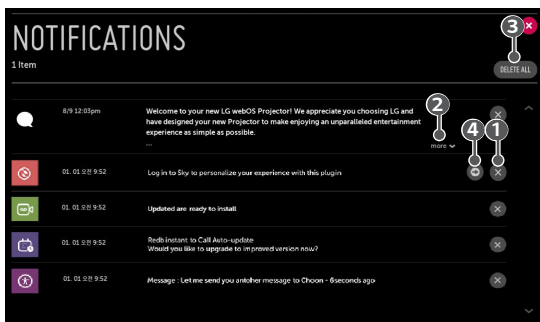 NOTIFICATIONS
1 Item
3
DELETE ALL
8/9 12:03pm
Welcome to your new LG webOS Projector! We appreciate you choosing LG and
have designed your new Projector to make enjoying an unparalleled entertainment
experience as simple as possible.
...
2
more
4
1
01. 01 오전 9:52
Log in to Sky to personalize your experience with this plugin
01. 01 오전 9:52
Updated are ready to install
01. 01 오전 9:52
Redbinstant to Call Auto-update
Would you like to upgrade to improved version now?
01. 01 오전 9:52
Message : Let me send you antolher message to Choon - 6seconds ago